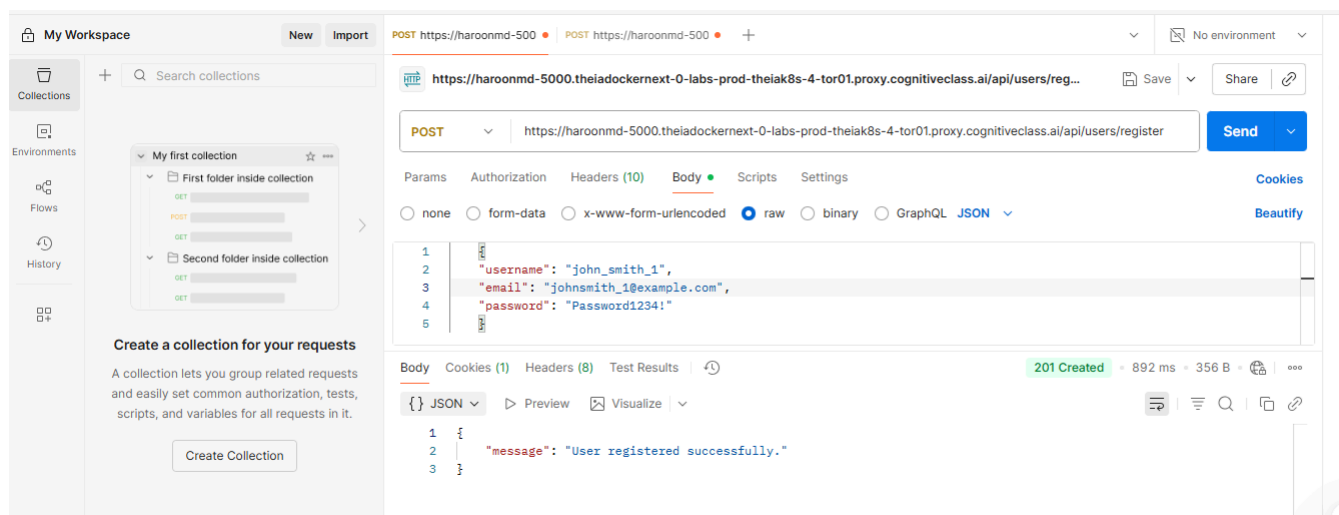 My Workspace
New Import
POST https://haroonmd-500
POST https://haroonmd-500
No environment
Collections
Environments
Flows
History
Search collections
My first collection
First folder inside collection
GET
POST
GET
Second folder inside collection
GET
GET
Create a collection for your requests
A collection lets you group related requests
and easily set common authorization, tests,
scripts, and variables for all requests in it.
Create Collection
HTTP https://haroonmd-5000.theiadockernext-0-labs-prod-theiak8s-4-tor01.proxy.cognitiveclass.ai/api/users/reg...
Save Share
POST https://haroonmd-5000.theiadockernext-0-labs-prod-theiak8s-4-tor01.proxy.cognitiveclass.ai/api/users/register Send
Params Authorization Headers (10) Body Scripts Settings Cookies
none form-data x-www-form-urlencoded raw binary GraphQL JSON Beautify
1 {
2 "username": "john_smith_1",
3 "email": "johnsmith_1@example.com",
4 "password": "Password1234!"
5 }
Body Cookies (1) Headers (8) Test Results 201 Created 892 ms 356 B
{} JSON Preview Visualize
1 {
2 "message": "User registered successfully."
3 }